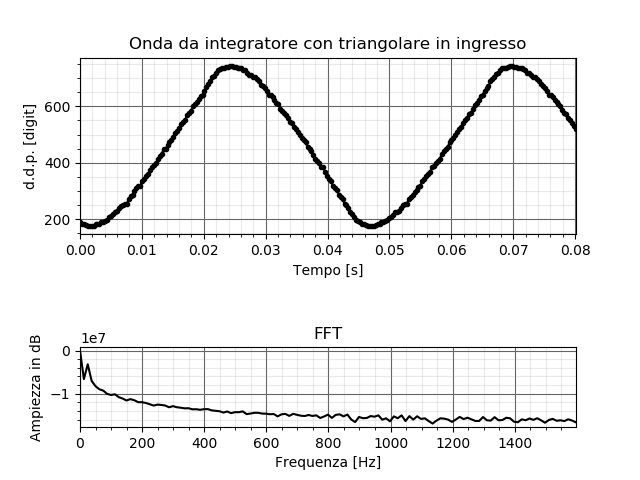 Onda da integratore con triangolare in ingresso
d.d.p. [digit]
600
400
200
0.00 0.01 0.02 0.03 0.04 0.05 0.06 0.07 0.08
Tempo [s]
FFT
1e7
Ampiezza in dB
0
−1
0 200 400 600 800 1000 1200 1400
Frequenza [Hz]